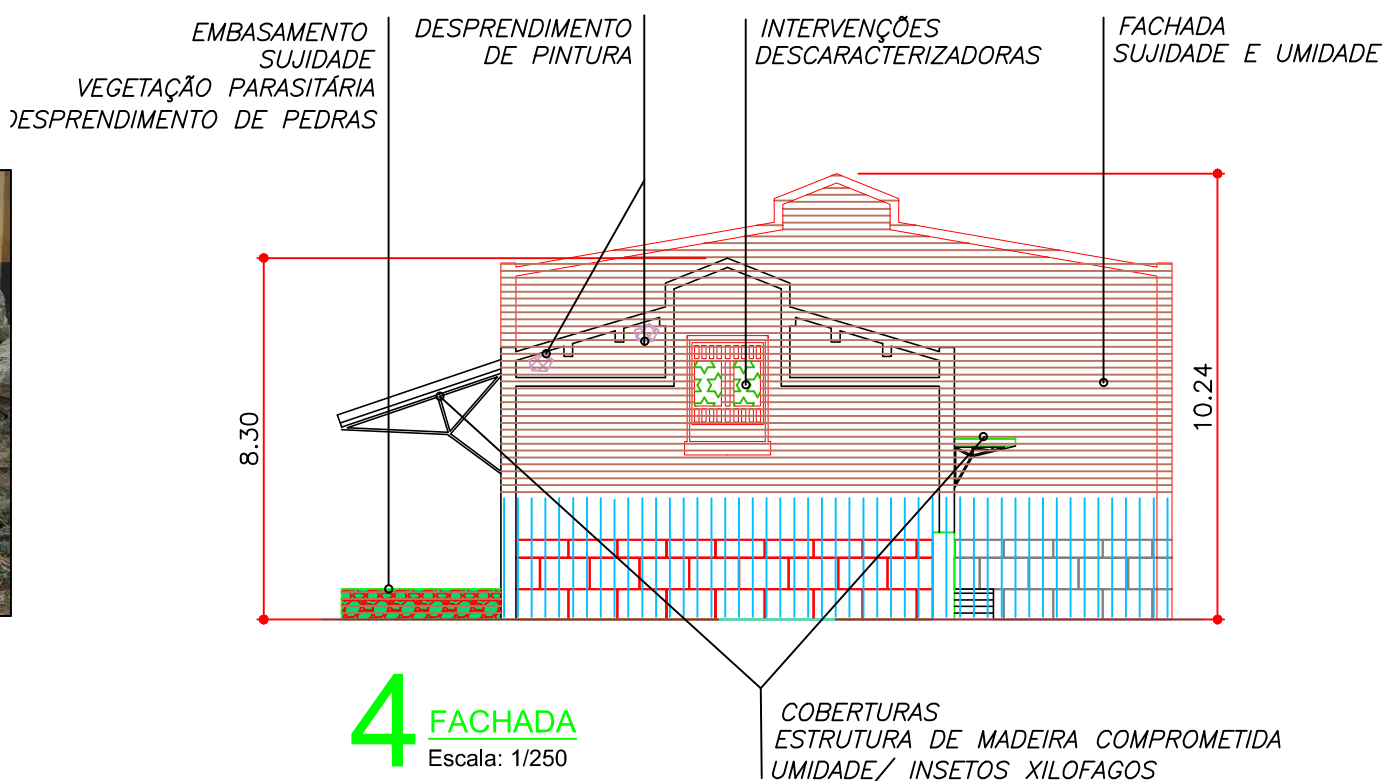 EMBASAMENTO
SUJIDADE
VEGETAÇÃO PARASITÁRIA
DESPRENDIMENTO DE PEDRAS
DESPRENDIMENTO
DE PINTURA
INTERVENÇÕES
DESCARACTERIZADORAS
FACHADA
SUJIDADE E UMIDADE
8.30
10.24
4 FACHADA
Escala: 1/250
COBERTURAS
ESTRUTURA DE MADEIRA COMPROMETIDA
UMIDADE/ INSETOS XILOFAGOS